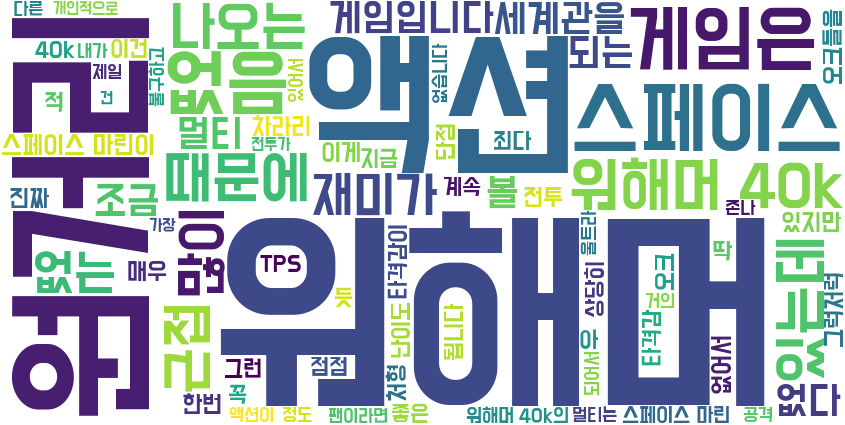 다른 개인적으로
40k 내가 이건
제일
적 건
스페이스 마린이
진짜
조금
가장
없는
매우
많이
원거리
근접
나오는
없음
불구하고
있어서
멀티 차라리
전투가
때문에
게임입니다 세계관을
액션
없습니다
단점
죄다
이게 지금
재미가
계속 볼 전투
되는
게임은
오크들을
스페이스
워해머 40k
존나
있지만
울트라
워해머
TPS
듯
타격감이
난이도
처형
됩니다
그런
점점
한번 꼭
액션이 정도
팬이라면 좋은
상당히
오크
딱
거의
타격감
우
되어서
없어서
있는데
그럭저럭
없다
워해머 40k의 멀티는 스페이스 마린 공격